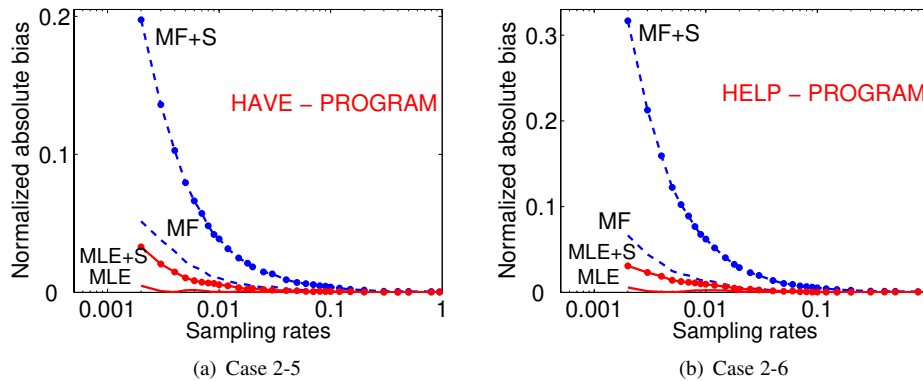 0.2
0.1
0
Normalized absolute bias
MF+S
HAVE – PROGRAM
MF
MLE+S
MLE
0.001 0.01 0.1 1
Sampling rates
(a) Case 2-5
0.3
0.2
0.1
0
Normalized absolute bias
MF+S
HELP – PROGRAM
MF
MLE+S
MLE
0.001 0.01 0.1
Sampling rates
(b) Case 2-6